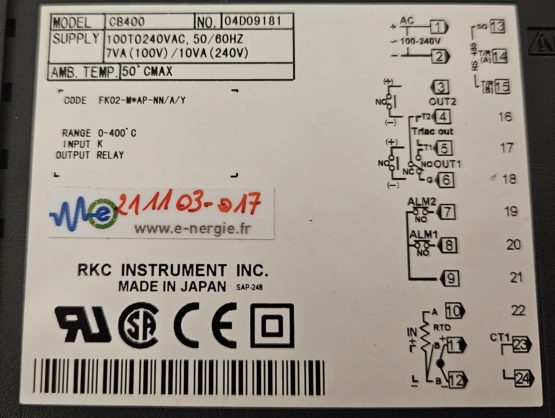 MODEL CB400 NO. 04D09181
SUPPLY 100TO240VAC, 50/60HZ
7VA (100V) /10VA (240V)
AMB. TEMP. 50°CMAX
CODE FK02-M*AP-NN/A/Y
RANGE 0-400°C
INPUT K
OUTPUT RELAY
e 211103-017
www.e-nergie.fr
RKC INSTRUMENT INC.
MADE IN JAPAN SAP-248
+ AC 1
~ 100-240V
- 2
(+) 3
NO OUT2
(-) T2 4
Triac out
(+) T1 5
NO NC OUT1
NO
(-) G 6
ALM2
7
NO
ALM1
8
NO
9
A 10
IN RTD
+ + B 11
- B 12
SG 13
T/R (A) 14
T/R (B) 15
16
17
18
19
20
21
22
CT1 23
24